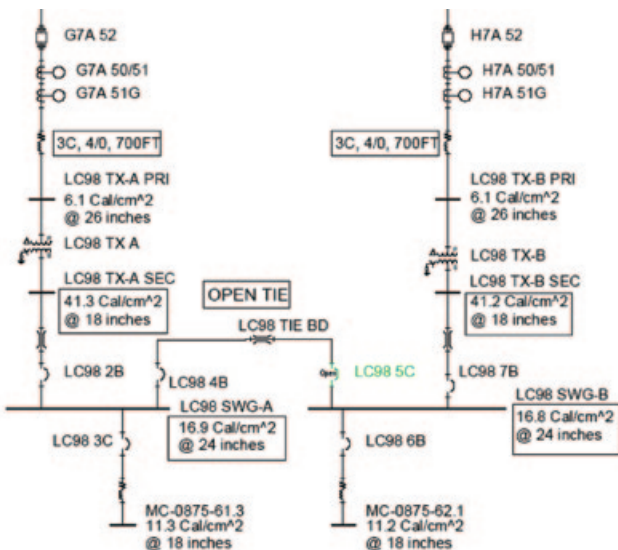 G7A 52
H7A 52
G7A 50/51
H7A 50/51
G7A 51G
H7A 51G
3C, 4/0, 700FT
3C, 4/0, 700FT
LC98 TX-A PRI
6.1 Cal/cm^2
@ 26 inches
LC98 TX-B PRI
6.1 Cal/cm^2
@ 26 inches
LC98 TX A
LC98 TX-B
LC98 TX-A SEC
41.3 Cal/cm^2
@ 18 inches
LC98 TX-B SEC
41.2 Cal/cm^2
@ 18 inches
OPEN TIE
LC98 TIE BD
LC98 2B
LC98 4B
Open
LC98 5C
LC98 7B
LC98 SWG-A
16.9 Cal/cm^2
@ 24 inches
LC98 SWG-B
16.8 Cal/cm^2
@ 24 inches
LC98 3C
LC98 6B
MC-0875-61.3
11.3 Cal/cm^2
@ 18 inches
MC-0875-62.1
11.2 Cal/cm^2
@ 18 inches